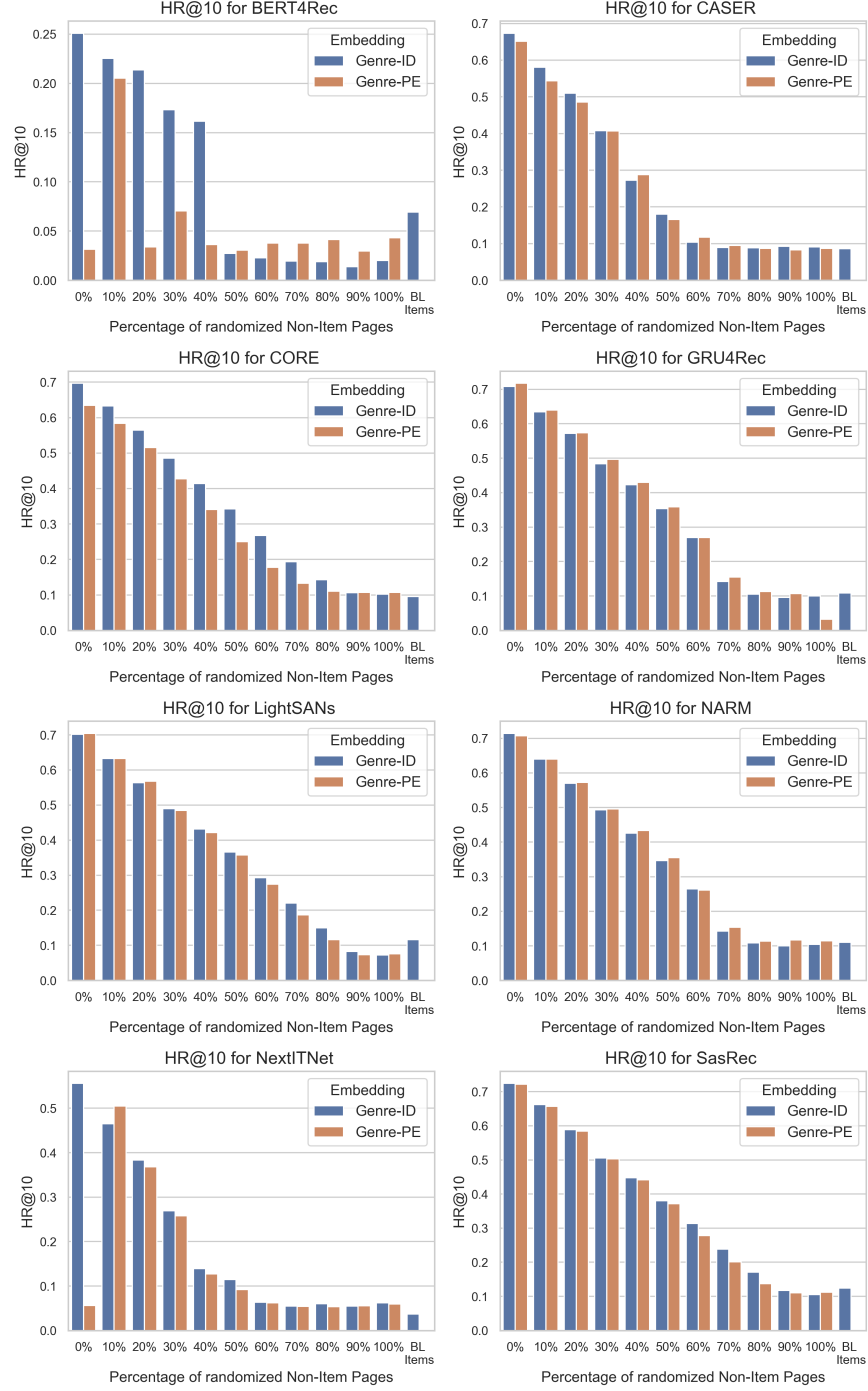 HR@10 for BERT4Rec
HR@10
0.25
0.20
0.15
0.10
0.05
0.00
Embedding
Genre-ID
Genre-PE
0% 10% 20% 30% 40% 50% 60% 70% 80% 90% 100% BL
Items
Percentage of randomized Non-Item Pages
HR@10 for CASER
HR@10
0.7
0.6
0.5
0.4
0.3
0.2
0.1
0.0
Embedding
Genre-ID
Genre-PE
0% 10% 20% 30% 40% 50% 60% 70% 80% 90% 100% BL
Items
Percentage of randomized Non-Item Pages
HR@10 for CORE
HR@10
0.7
0.6
0.5
0.4
0.3
0.2
0.1
0.0
Embedding
Genre-ID
Genre-PE
0% 10% 20% 30% 40% 50% 60% 70% 80% 90% 100% BL
Items
Percentage of randomized Non-Item Pages
HR@10 for GRU4Rec
HR@10
0.7
0.6
0.5
0.4
0.3
0.2
0.1
0.0
Embedding
Genre-ID
Genre-PE
0% 10% 20% 30% 40% 50% 60% 70% 80% 90% 100% BL
Items
Percentage of randomized Non-Item Pages
HR@10 for LightSANs
HR@10
0.7
0.6
0.5
0.4
0.3
0.2
0.1
0.0
Embedding
Genre-ID
Genre-PE
0% 10% 20% 30% 40% 50% 60% 70% 80% 90% 100% BL
Items
Percentage of randomized Non-Item Pages
HR@10 for NARM
HR@10
0.7
0.6
0.5
0.4
0.3
0.2
0.1
0.0
Embedding
Genre-ID
Genre-PE
0% 10% 20% 30% 40% 50% 60% 70% 80% 90% 100% BL
Items
Percentage of randomized Non-Item Pages
HR@10 for NextITNet
HR@10
0.5
0.4
0.3
0.2
0.1
0.0
Embedding
Genre-ID
Genre-PE
0% 10% 20% 30% 40% 50% 60% 70% 80% 90% 100% BL
Items
Percentage of randomized Non-Item Pages
HR@10 for SasRec
HR@10
0.7
0.6
0.5
0.4
0.3
0.2
0.1
0.0
Embedding
Genre-ID
Genre-PE
0% 10% 20% 30% 40% 50% 60% 70% 80% 90% 100% BL
Items
Percentage of randomized Non-Item Pages